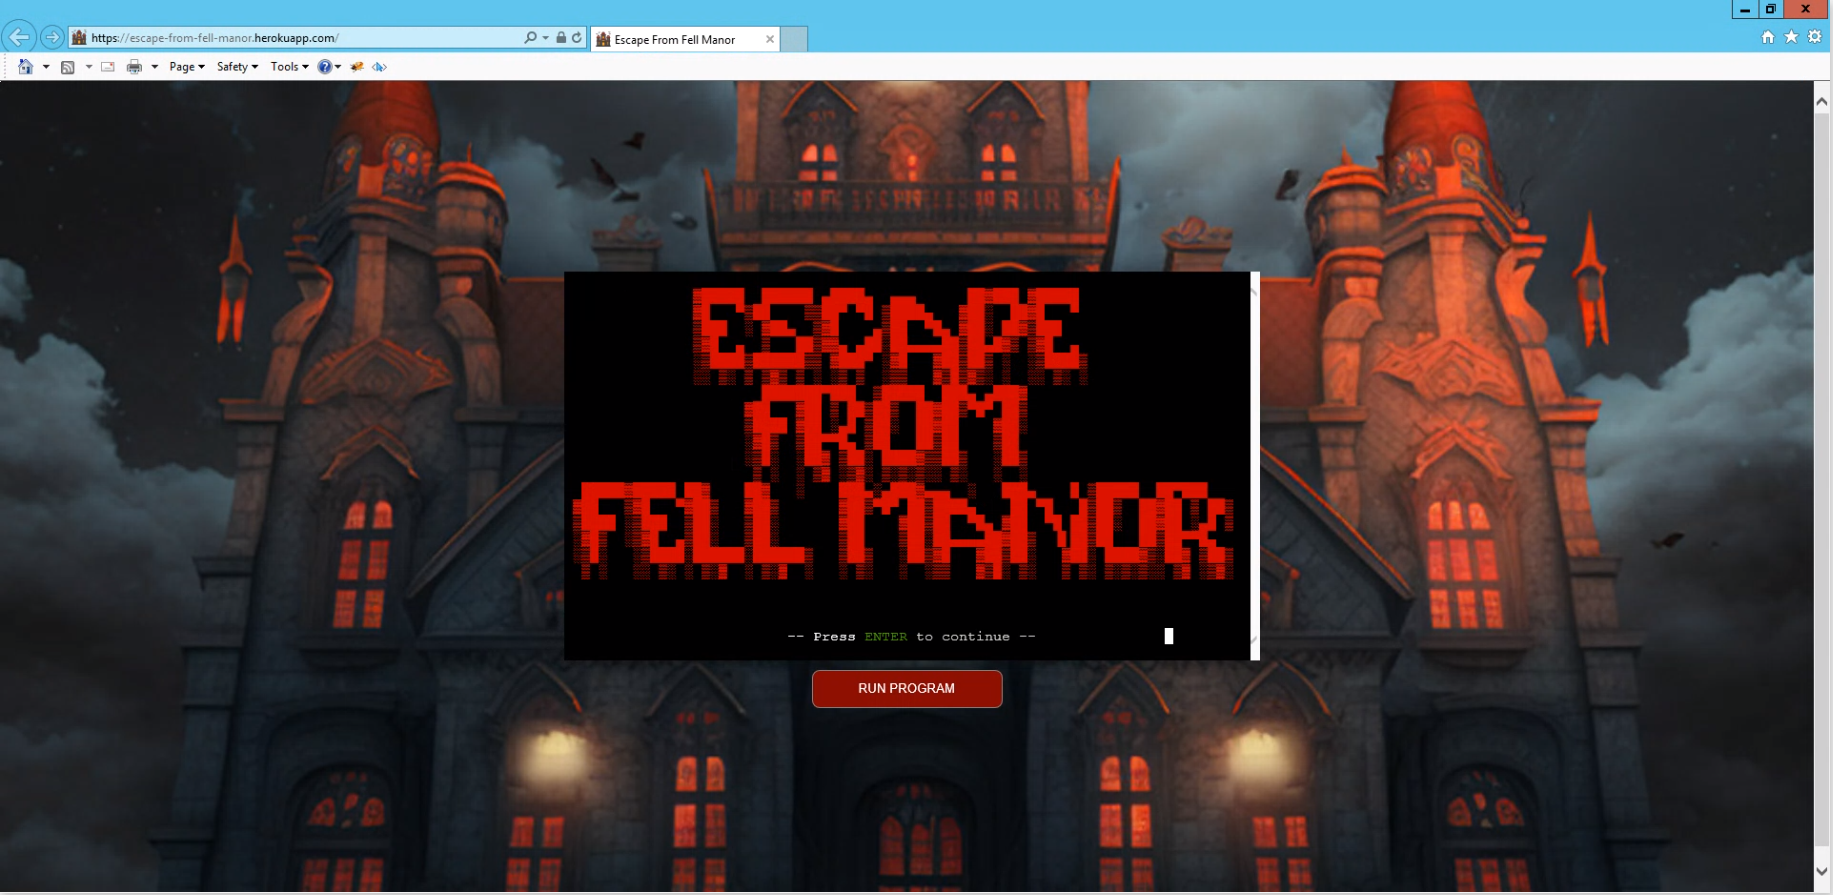 https://escape-from-fell-manor.herokuapp.com/
Escape From Fell Manor
Page
Safety
Tools
ESCAPE
FROM
FELL MANOR
-- Press ENTER to continue --
RUN PROGRAM